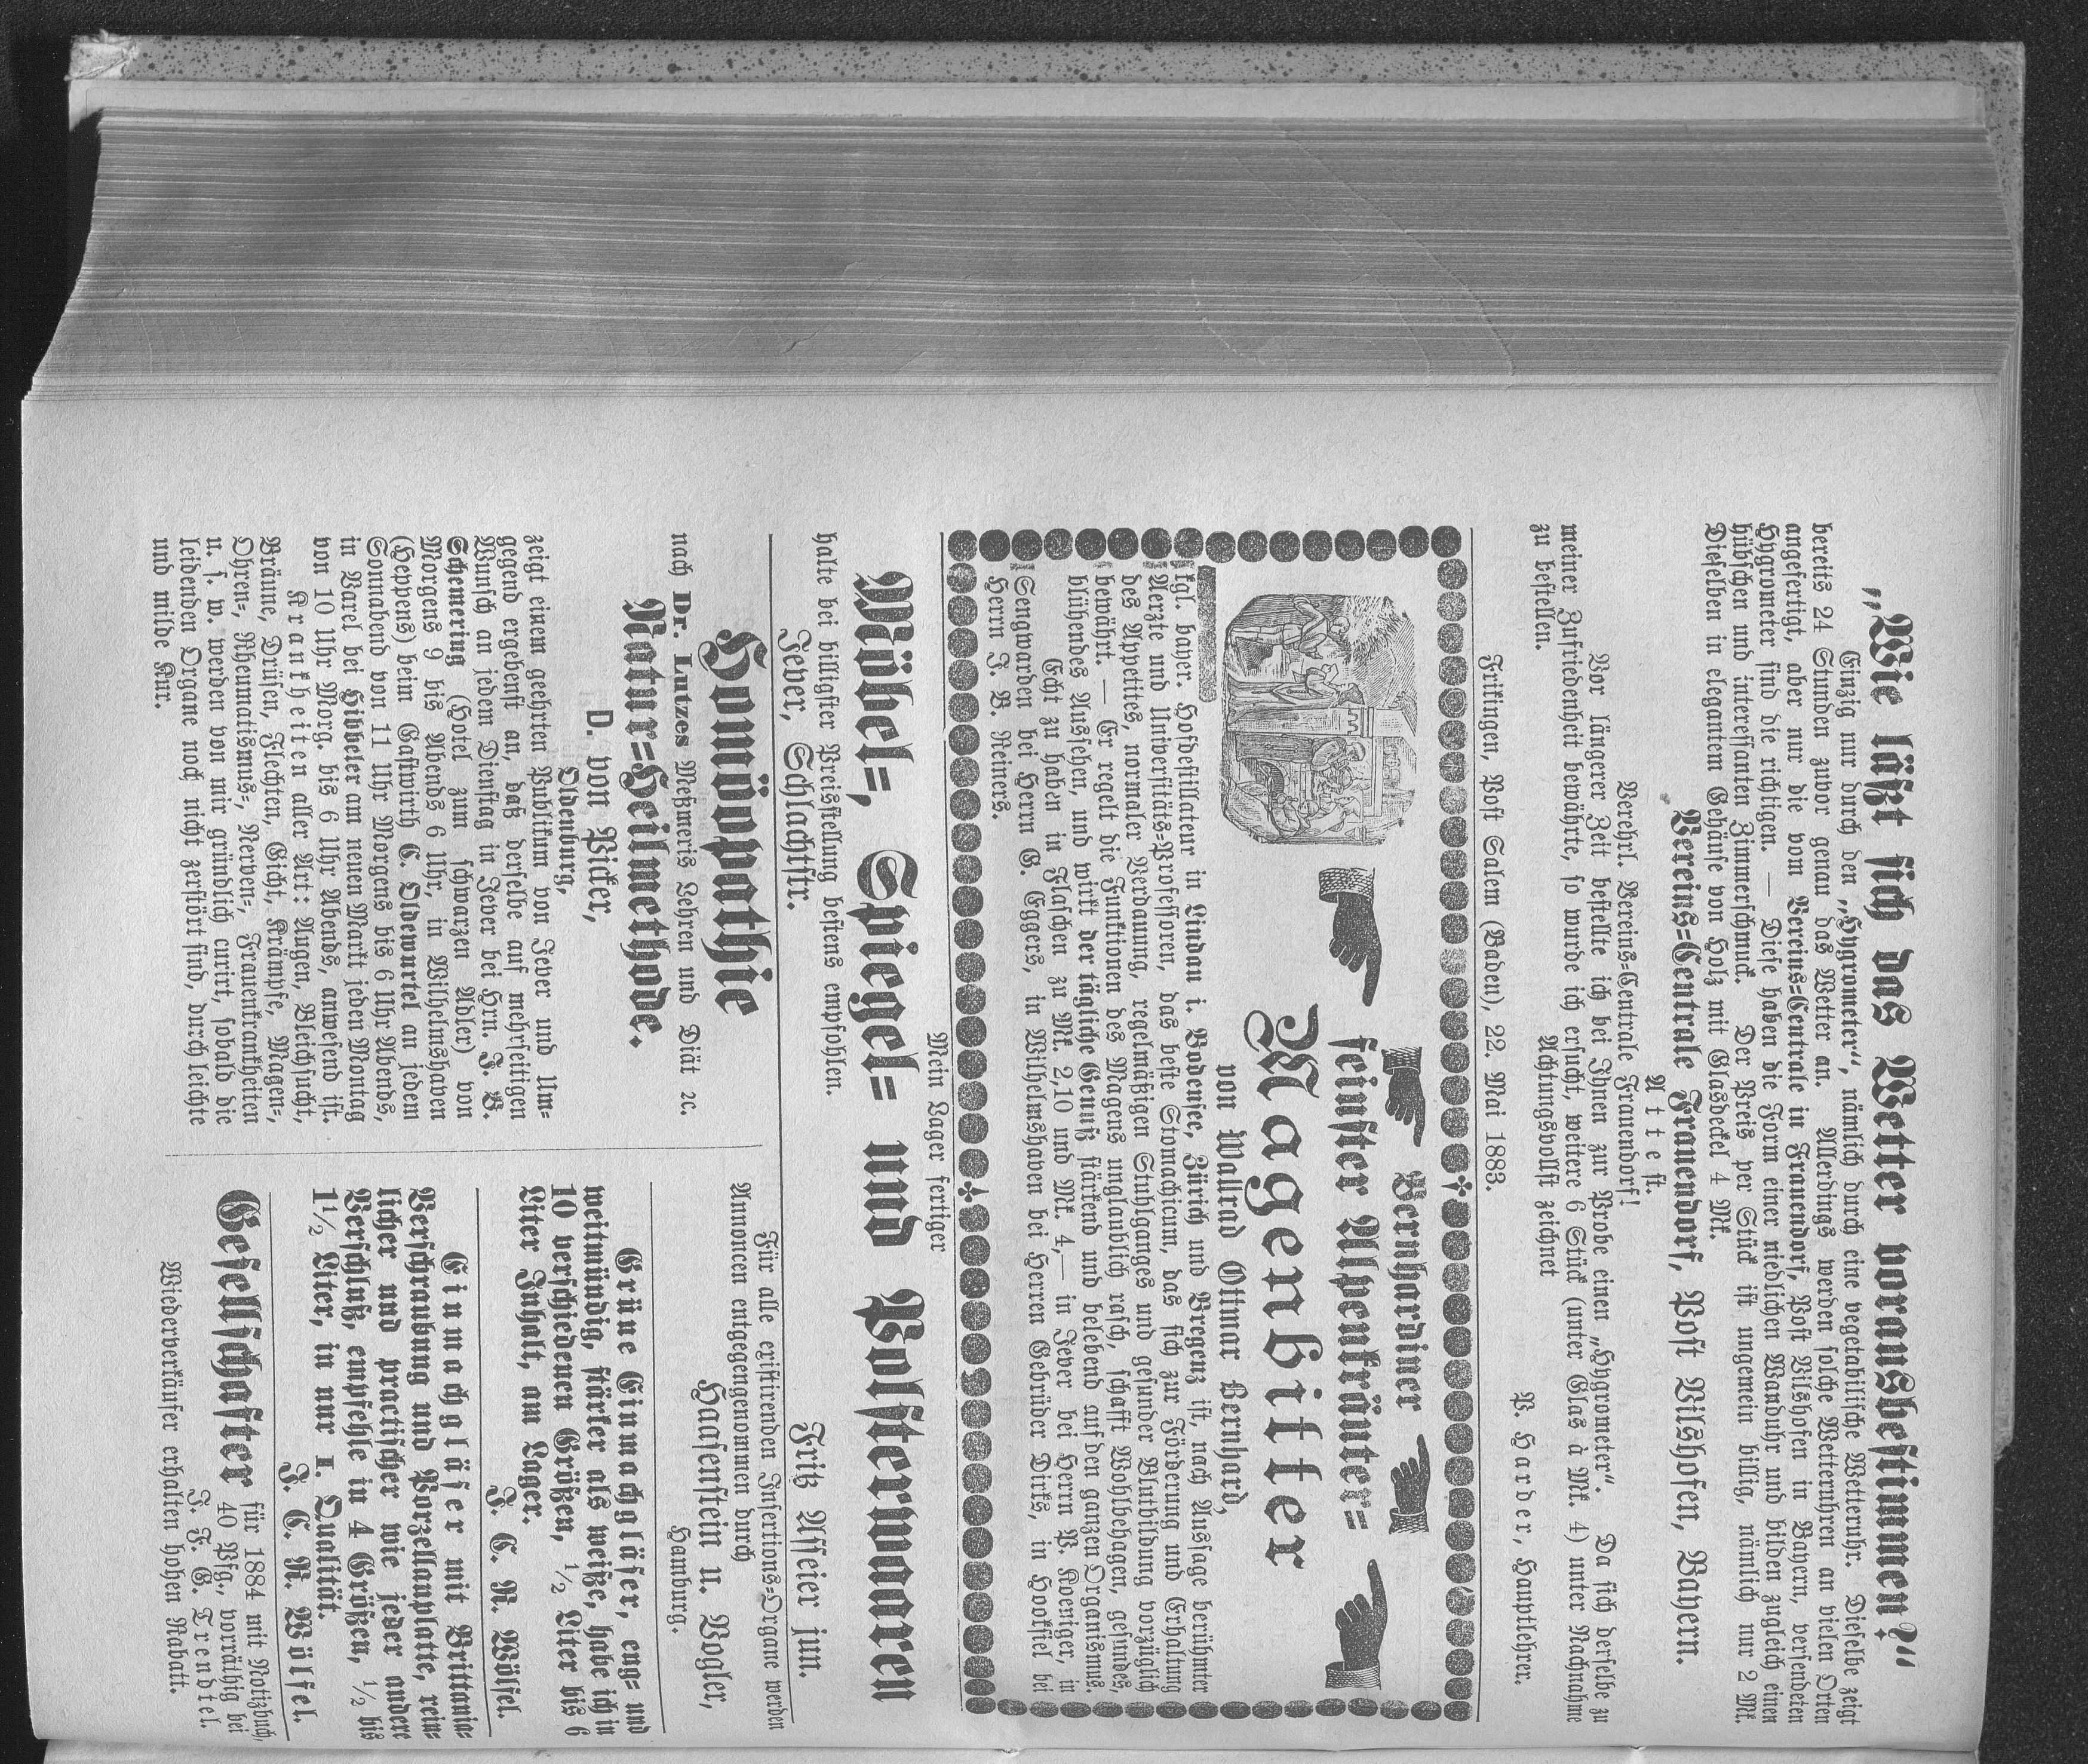 „Wie läßt sich das Wetter vorausbestimmen?“
Einzig nur durch den „Hygrometer“, nämlich durch eine vegetabilische Wetteruhr. Dieselbe zeigt
bereits 24 Stunden zuvor genau das Wetter an. Allerdings werden solche Wetteruhren an vielen Orten
angefertigt, aber nur die vom Vereins=Centrale in Frauendorf, Post Vilshofen in Bayern, versendeten
Hygrometer sind die richtigen. — Diese haben die Form einer niedlichen Wanduhr und bilden zugleich einen
hübschen und interessanten Zimmerschmuck. Der Preis per Stück ist ungemein billig, nämlich nur 2 M.
Dieselben in elegantem Gehäuse von Holz mit Glasdeckel 4 Mk.
Vereins=Centrale Frauendorf, Post Vilshofen, Bayern.
Attest.
Verehrl. Vereins=Centrale Frauendorf!
Vor längerer Zeit bestellte ich bei Ihnen zur Probe einen „Hygrometer“. Da sich derselbe zu
meiner Zufriedenheit bewährte, so wurde ich ersucht, weitere 6 Stück (unter Glas à Mk. 4) unter Nachnahme
zu bestellen.
Achtungsvollst zeichnet
P. Harder, Hauptlehrer.
Frikingen, Post Salem (Baden), 22. Mai 1883.
Bernhardiner
feinster Alpenkräuter=
Magenbitter
von Wallrad Ottmar Bernhard,
kgl. bayer. Hofdestillateur in Lindau i. Bodensee, Zürich und Bregenz ist, nach Aussage berühmter
Aerzte und Universitäts=Professoren, das beste Stomachicum, das sich zur Förderung und Erhaltung
des Appetites, normaler Verdauung, regelmäßigen Stuhlganges und gesunder Blutbildung vorzüglich
bewährt. — Er regelt die Funktionen des Magens unglaublich rasch, schafft Wohlbehagen, gesundes,
blühendes Aussehen, und wirkt der tägliche Genuß stärkend und belebend auf den ganzen Organismus.
Echt zu haben in Flaschen zu Mk. 2,10 und Mk. 4,— in Jever bei Herrn P. Koeniger, in
Sengwarden bei Herrn G. Eggers, in Wilhelmshaven bei Herren Gebrüder Dirks, in Hooksiel bei
Herrn J. B. Reiners.
Mein Lager fertiger
Möbel=, Spiegel= und Polsterwaaren
halte bei billigster Preisstellung bestens empfohlen.
Jever, Schlachtstr.
Fritz Asseier jun.
Homöopathie
nach Dr. Lutzes Meßmeris Lehren und Diät 2c.
Natur=Heilmethode.
D. von Picker,
Oldenburg,
zeigt einem geehrten Publikum von Jever und Um=
gegend ergebenst an, daß derselbe auf mehrseitigen
Wunsch an jedem Dienstag in Jever bei Hrn. J. B.
Schemering (Hotel zum schwarzen Adler) von
Morgens 9 bis Abends 6 Uhr, in Wilhelmshaven
(Heppens) beim Gastwirth C. Oldewurtel an jedem
Sonnabend von 11 Uhr Morgens bis 6 Uhr Abends,
in Varel bei Hibbeler am neuen Markt jeden Montag
von 10 Uhr Morg. bis 6 Uhr Abends, anwesend ist.
Krankheiten aller Art: Augen, Bleichsucht,
Bräune, Drüsen, Flechten, Gicht, Krämpfe, Magen=,
Ohren=, Rheumatismus=, Nerven=, Frauenkrankheiten
u. s. w. werden von mir gründlich curirt, sobald die
leidenden Organe noch nicht zerstört sind, durch leichte
und milde Kur.
Für alle existirenden Insertions=Organe werden
Annoncen entgegengenommen durch
Haasenstein u. Vogler,
Hamburg.
Grüne Einmachgläser, eng= und
weitmündig, stärker als weiße, habe ich in
10 verschiedenen Größen, 1/2 Liter bis 6
Liter Inhalt, am Lager.
J. C. R. Wölfel.
Einmachgläser mit Brittania=
Verschraubung und Porzellanplatte, rein=
licher und practischer wie jeder andere
Verschluß, empfehle in 4 Größen, 1/2 bis
1 1/2 Liter, in nur I. Qualität.
J. C. R. Wölfel.
Gesellschafter für 1884 mit Notizbuch,
40 Pfg., vorräthig bei
J. F. G. Trendtel.
Wiederverkäufer erhalten hohen Rabatt.